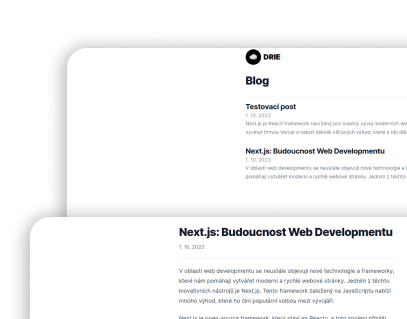 DRIE
Blog
Testovací post
1. 10. 2023
Next.js je React framework navržený pro snadný vývoj moderních we
vyvinut firmou Vercel a nabízí několik klíčových výhod, které z něj děl
Next.js: Budoucnost Web Developmentu
1. 10. 2023
V oblasti web developmentu se neustále objevují nové technologie a f
pomáhají vytvářet moderní a rychlé webové stránky. Jedním z těchto
Next.js: Budoucnost Web Developmentu
1. 10. 2023
V oblasti web developmentu se neustále objevují nové technologie a frameworky,
které nám pomáhají vytvářet moderní a rychlé webové stránky. Jedním z těchto
inovativních nástrojů je Next.js. Tento framework založený na JavaScriptu nabízí
mnoho výhod, které ho činí populární volbou mezi vývojáři.
Next.js je open-source framework, který staví na Reactu, a toto spojení přináší